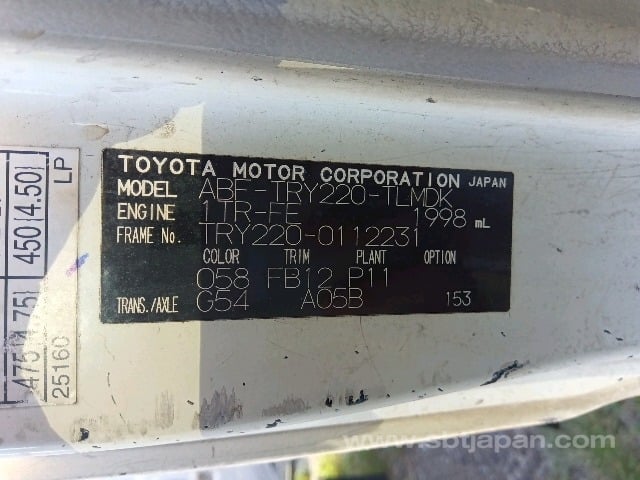 TOYOTA MOTOR CORPORATION JAPAN
MODEL ABF-TRY220-TLMDK
ENGINE 1TR-FE 1998 mL
FRAME No. TRY220-0112231
COLOR TRIM PLANT OPTION
058 FB12 P11
TRANS./AXLE G54 A05B 153
450(4.50)
LP
475(4.75)
25160
www.sbtjapan.com